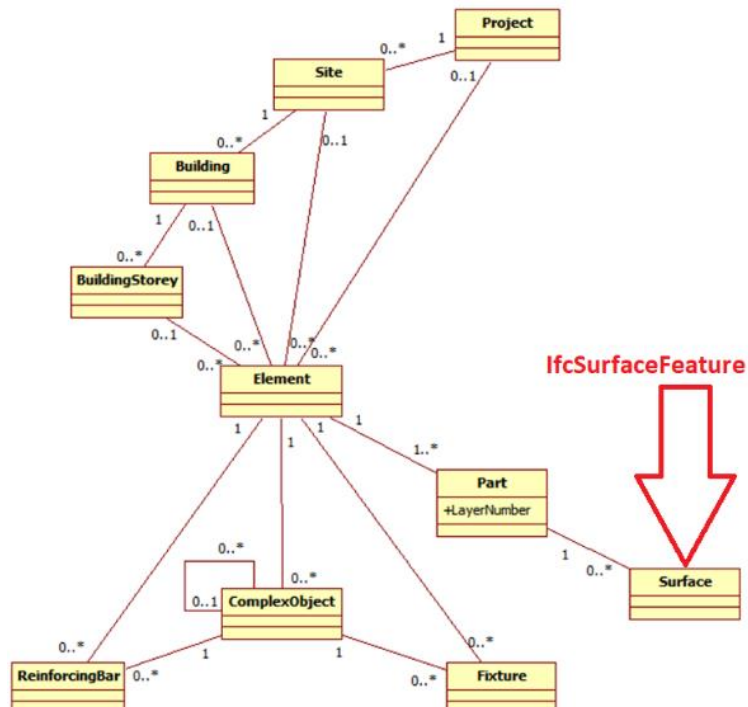 Project
1
0..*
Site
0..1
1
0..1
0..*
Building
1
0..1
0..*
BuildingStorey
0..1
0..*
0..*
0..*
0..*
IfcSurfaceFeature
Element
1
1
1
1
1..*
Part
+LayerNumber
1
0..*
Surface
0..*
0..*
0..1
ComplexObject
0..*
0..*
1
1
ReinforcingBar
0..*
0..*
Fixture